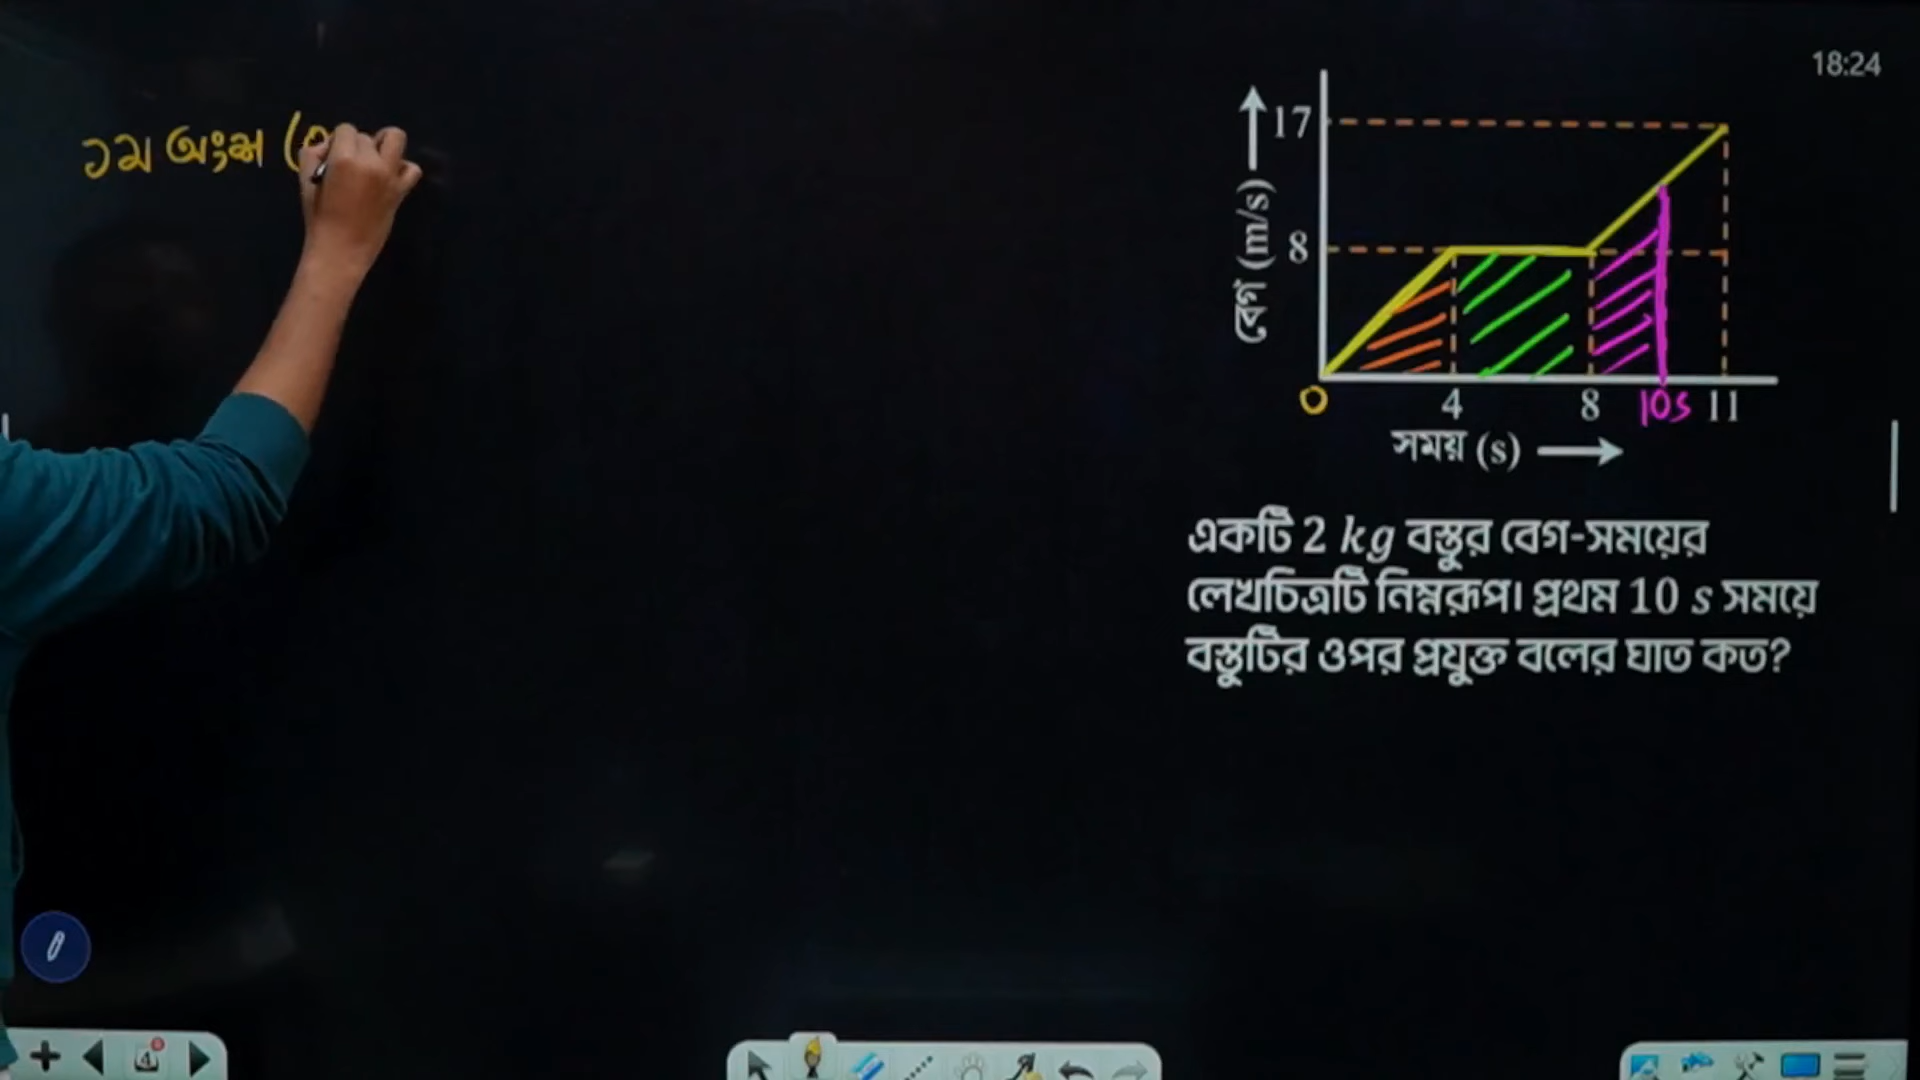 18:24
১ম অংশ (
17
8
বেগ (m/s)
0 4 8 10s 11
সময় (s)
একটি 2 kg বস্তুর বেগ-সময়ের
লেখচিত্রটি নিম্নরূপ। প্রথম 10 s সময়ে
বস্তুটির ওপর প্রযুক্ত বলের ঘাত কত?
4